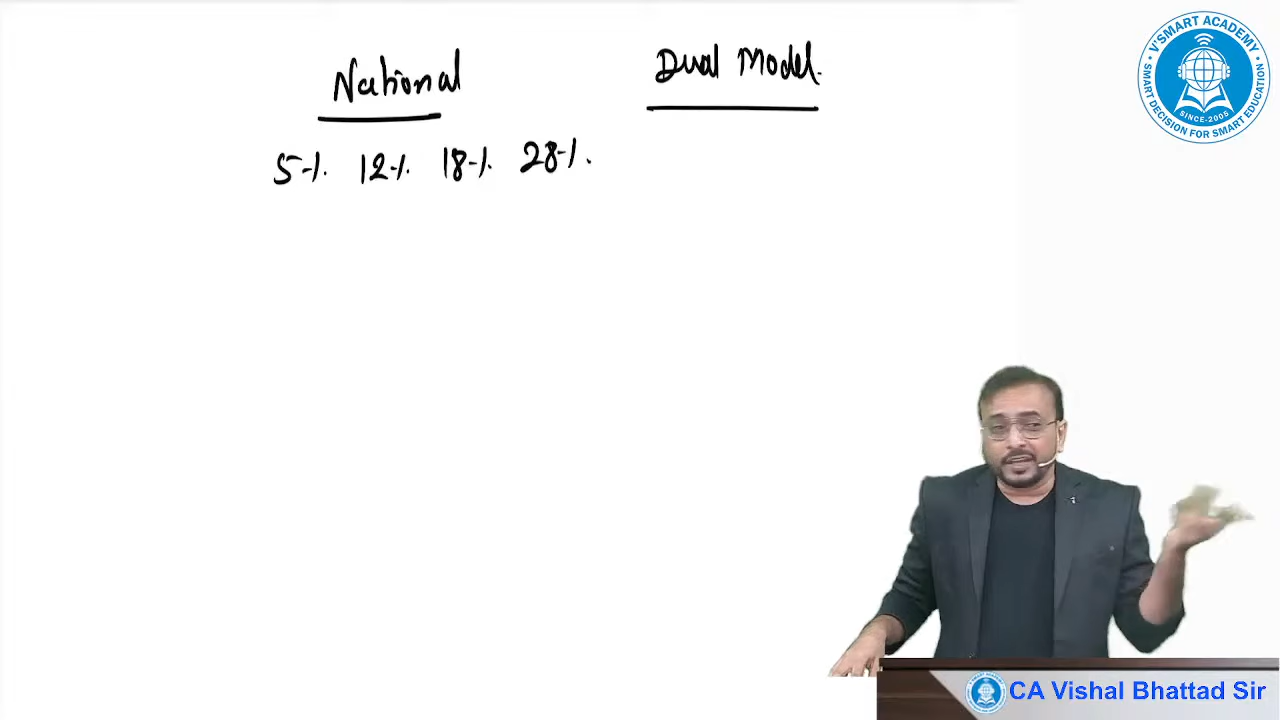 National
Dual Model.
5%. 12%. 18%. 28%.
V'SMART ACADEMY
SMART DECISION FOR SMART EDUCATION
SINCE-2005
CA Vishal Bhattad Sir